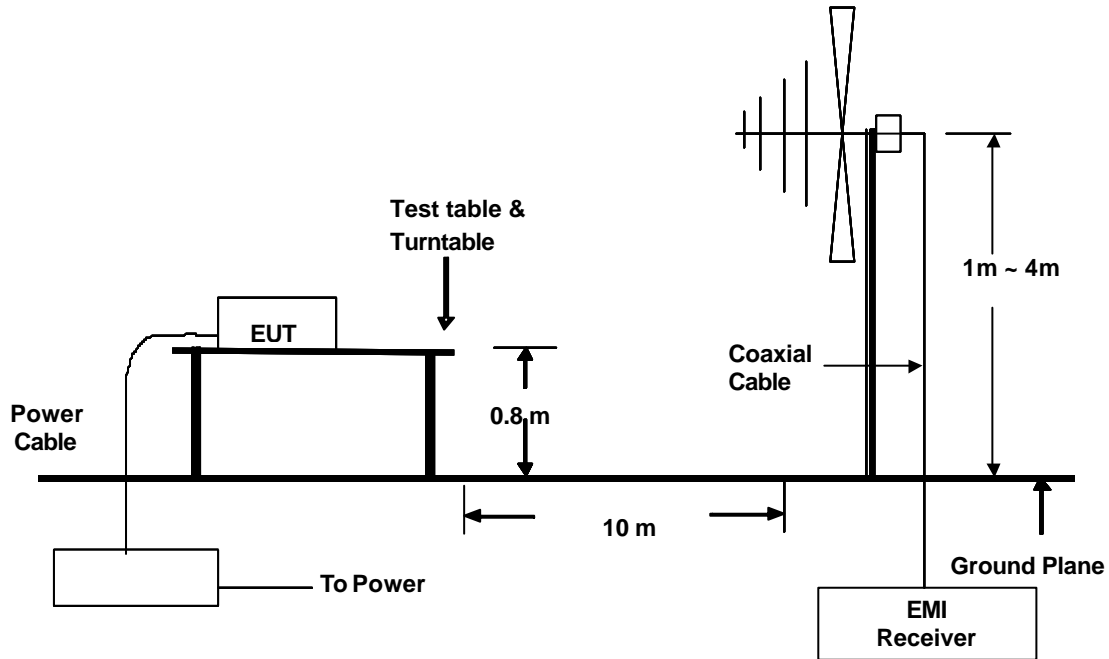 Test table &
Turntable
1m ~ 4m
EUT
Coaxial
Cable
0.8 m
Power
Cable
10 m
Ground Plane
To Power
EMI
Receiver